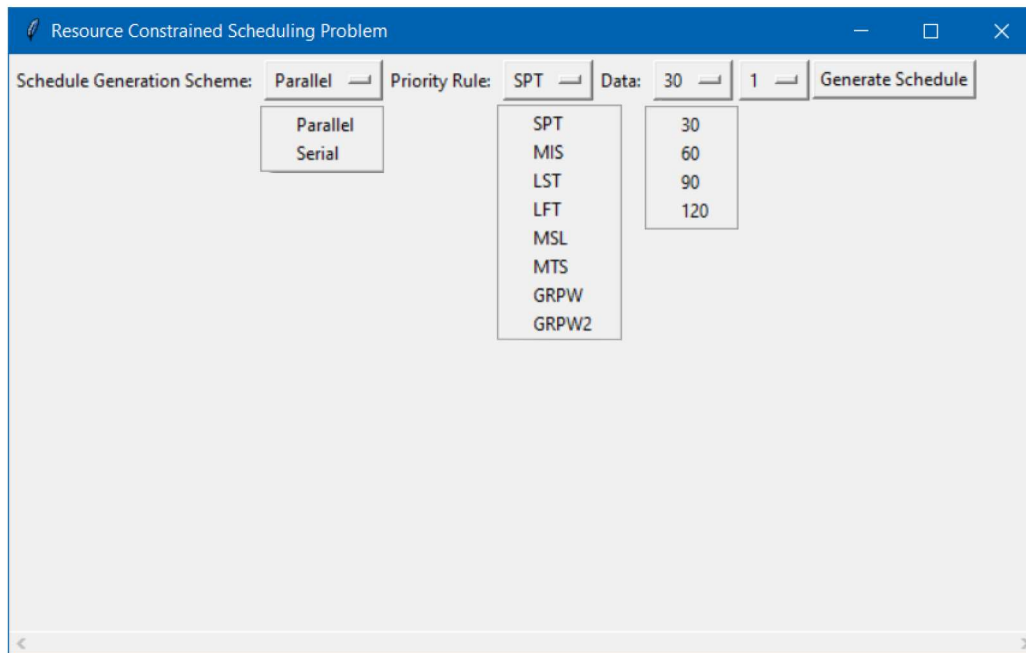 Resource Constrained Scheduling Problem
Schedule Generation Scheme: Parallel Priority Rule: SPT Data: 30 1 Generate Schedule
Parallel
Serial
SPT
MIS
LST
LFT
MSL
MTS
GRPW
GRPW2
30
60
90
120